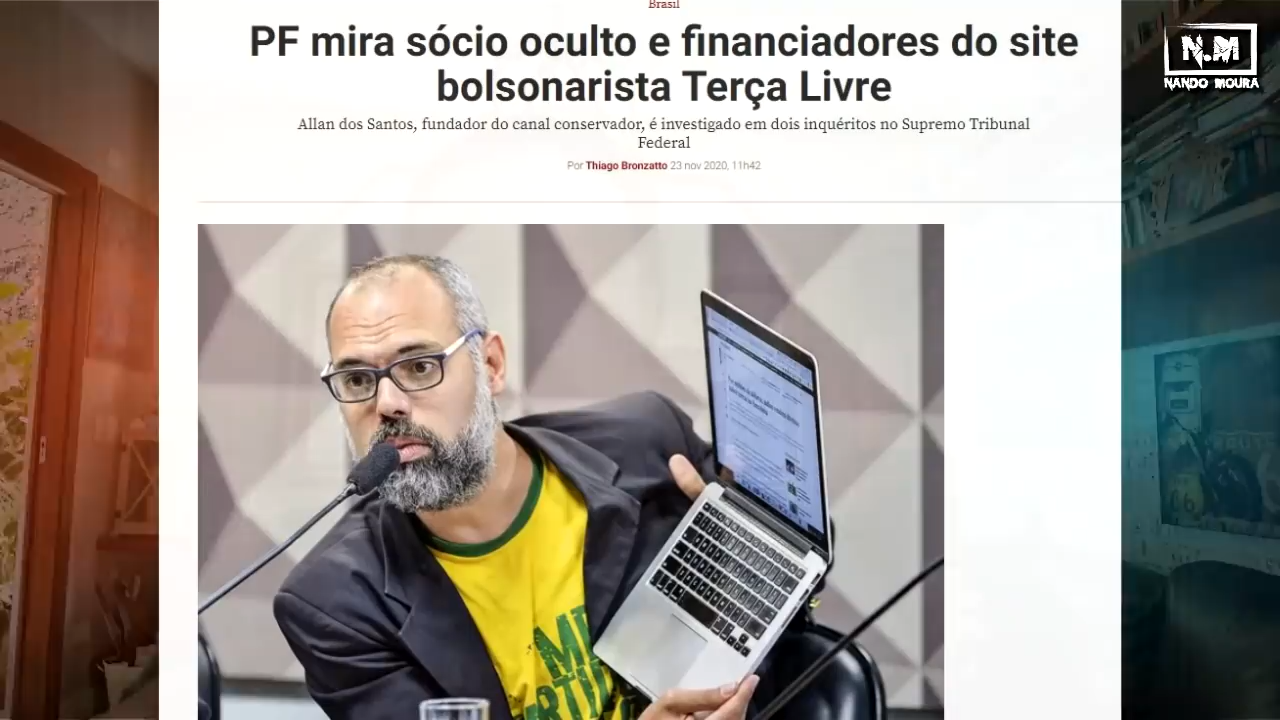 Brasil
PF mira sócio oculto e financiadores do site
bolsonarista Terça Livre
Allan dos Santos, fundador do canal conservador, é investigado em dois inquéritos no Supremo Tribunal
Federal
Por Thiago Bronzatto 23 nov 2020, 11h42
N.M
NANDO MOURA